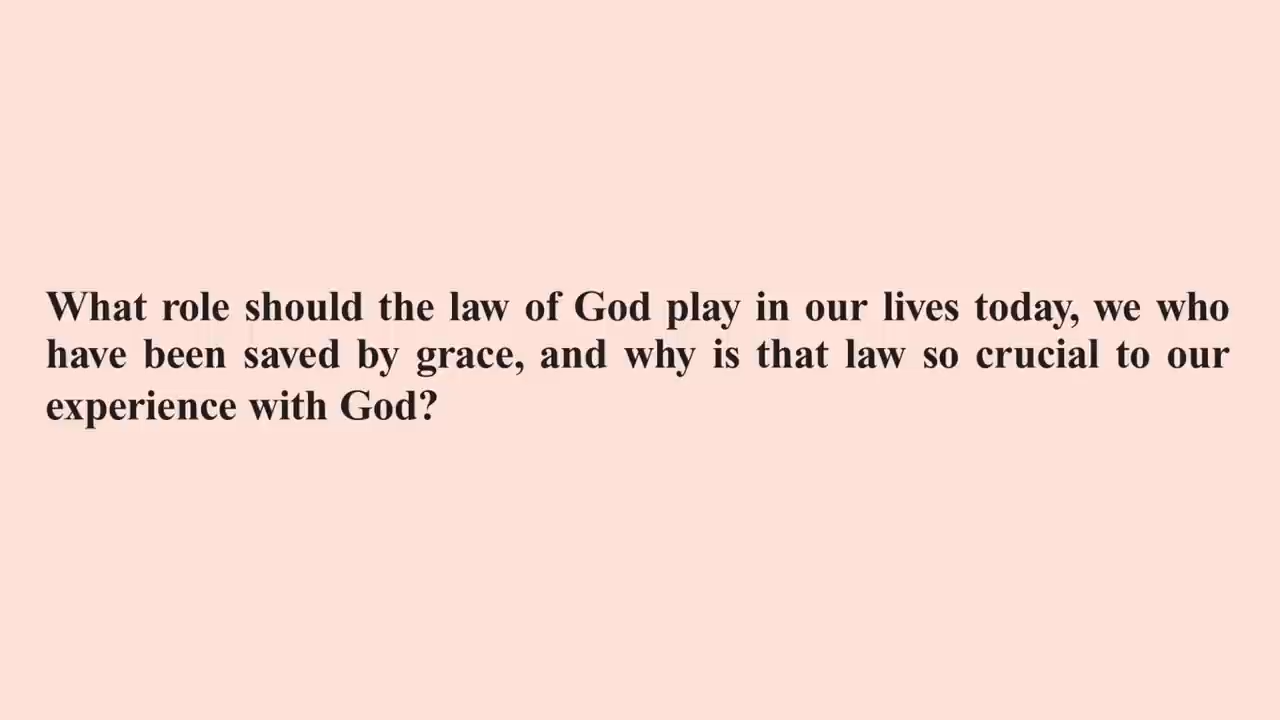 What role should the law of God play in our lives today, we who
have been saved by grace, and why is that law so crucial to our
experience with God?